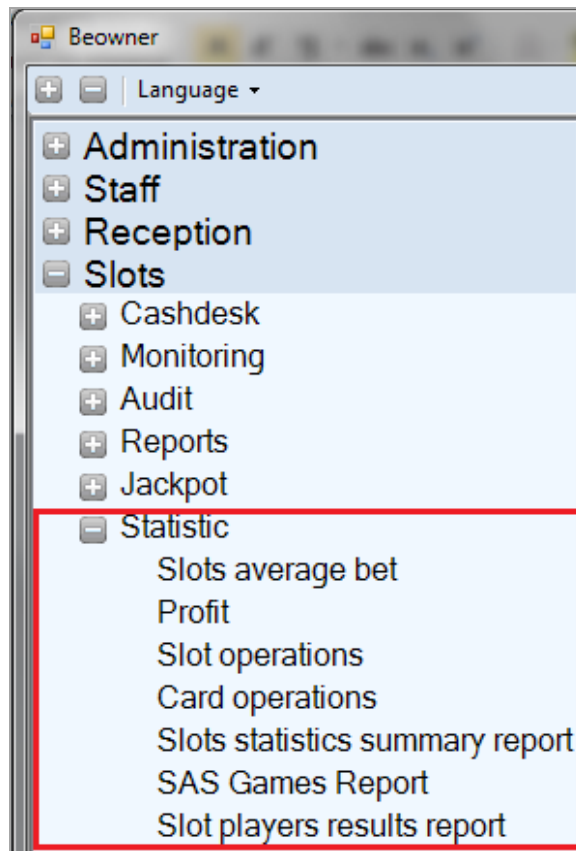 Beowner
Language
Administration
Staff
Reception
Slots
Cashdesk
Monitoring
Audit
Reports
Jackpot
Statistic
Slots average bet
Profit
Slot operations
Card operations
Slots statistics summary report
SAS Games Report
Slot players results report